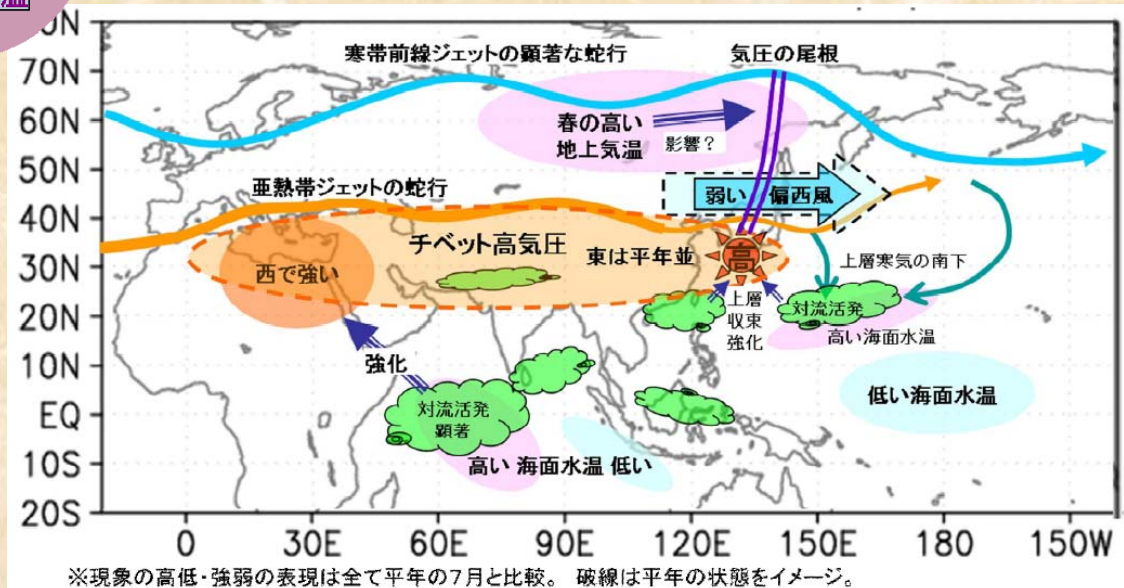 温
80N
寒帯前線ジェットの顕著な蛇行
気圧の尾根
70N
60N
春の高い
地上気温
影響？
50N
亜熱帯ジェットの蛇行
弱い 偏西風
40N
チベット高気圧
東は平年並
高
30N
西で強い
上層寒気の南下
20N
上層
収束
強化
対流活発
高い海面水温
10N
強化
低い海面水温
EQ
対流活発
顕著
10S
高い 海面水温 低い
20S
0 30E 60E 90E 120E 150E 180 150W
※現象の高低・強弱の表現は全て平年の7月と比較。 破線は平年の状態をイメージ。